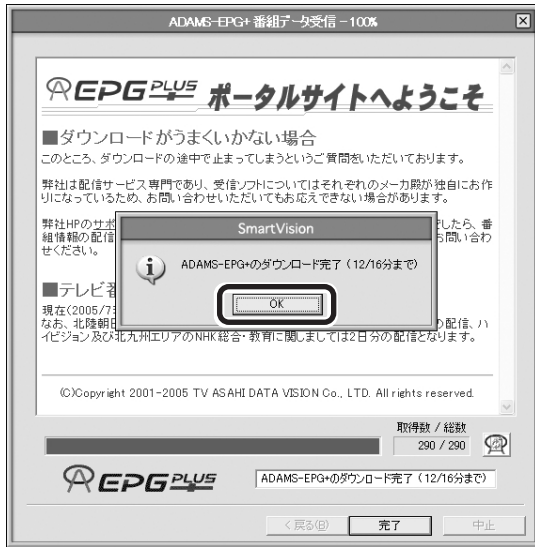 ADAMS-EPG+ 番組データ受信 - 100%
EPG PLUS ポータルサイトへようこそ
■ダウンロードがうまくいかない場合
このところ、ダウンロードの途中で止まってしまうというご質問をいただいております。
弊社は配信サービス専門であり、受信ソフトについてはそれぞれのメーカ殿が独自にお作
りになっているため、お問い合わせいただいてもお応えできない場合があります。
弊社HPのサポ
したら、番
組情報の配信
お問い合わ
せください。
SmartVision
ADAMS-EPG+のダウンロード完了 (12/16分まで)
OK
■テレビ番
現在(2005/7
なお、北陸朝日
の配信、ハ
イビジョン及び北九州エリアのNHK総合・教育に関しましては2日分の配信となります。
(C)Copyright 2001-2005 TV ASAHI DATA VISION Co., LTD. All rights reserved.
取得数 / 総数
290 / 290
EPG PLUS
ADAMS-EPG+のダウンロード完了 (12/16分まで)
< 戻る(B)
完了
中止